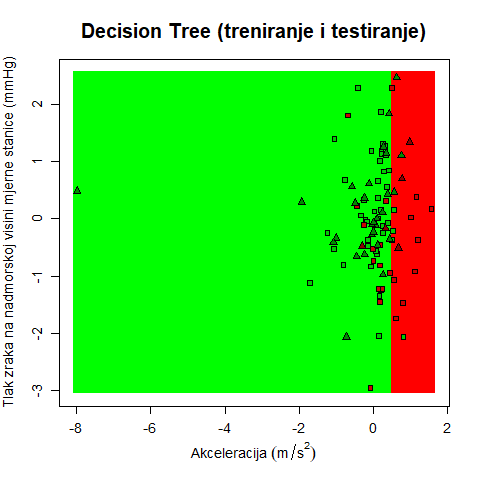 Decision Tree (treniranje i testiranje)
Tlak zraka na nadmorskoj visini mjerne stanice (mmHg)
2
1
0
-1
-2
-3
-8 -6 -4 -2 0 2
Akceleracija (m/s²)